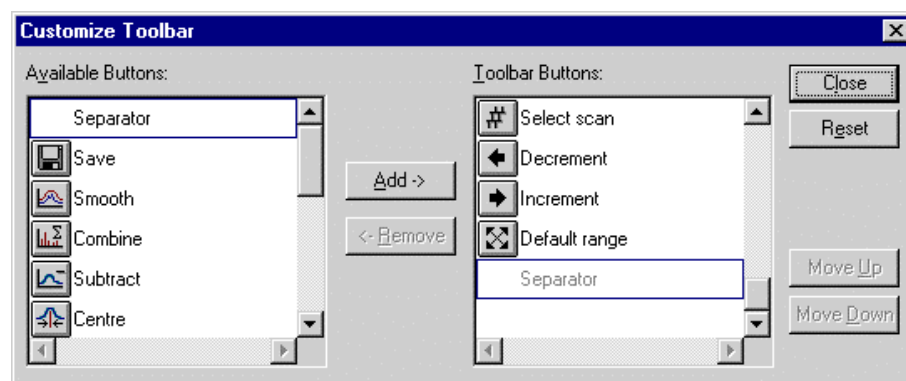 Customize Toolbar
Available Buttons:
Separator
Save
Smooth
Combine
Subtract
Centre
Add ->
<- Remove
Toolbar Buttons:
Select scan
Decrement
Increment
Default range
Separator
Close
Reset
Move Up
Move Down